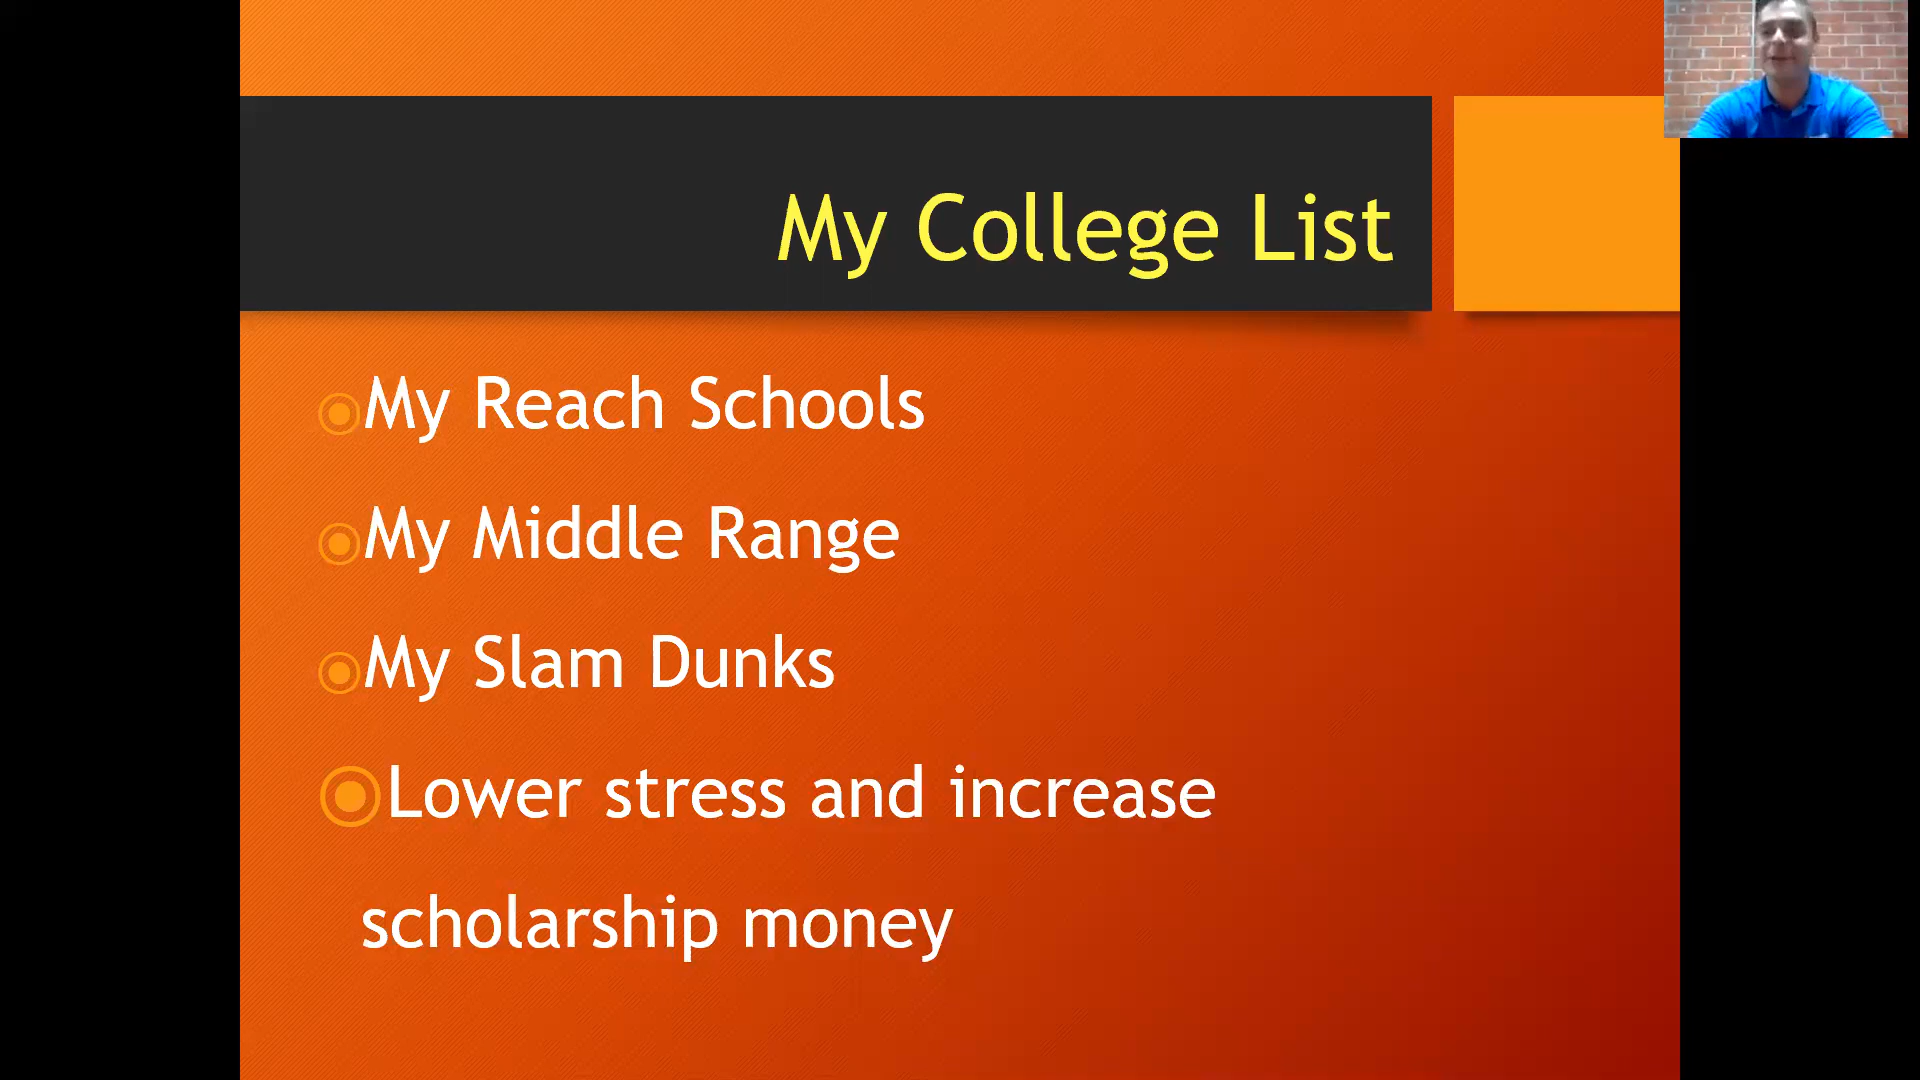 My College List
My Reach Schools
My Middle Range
My Slam Dunks
Lower stress and increase
scholarship money